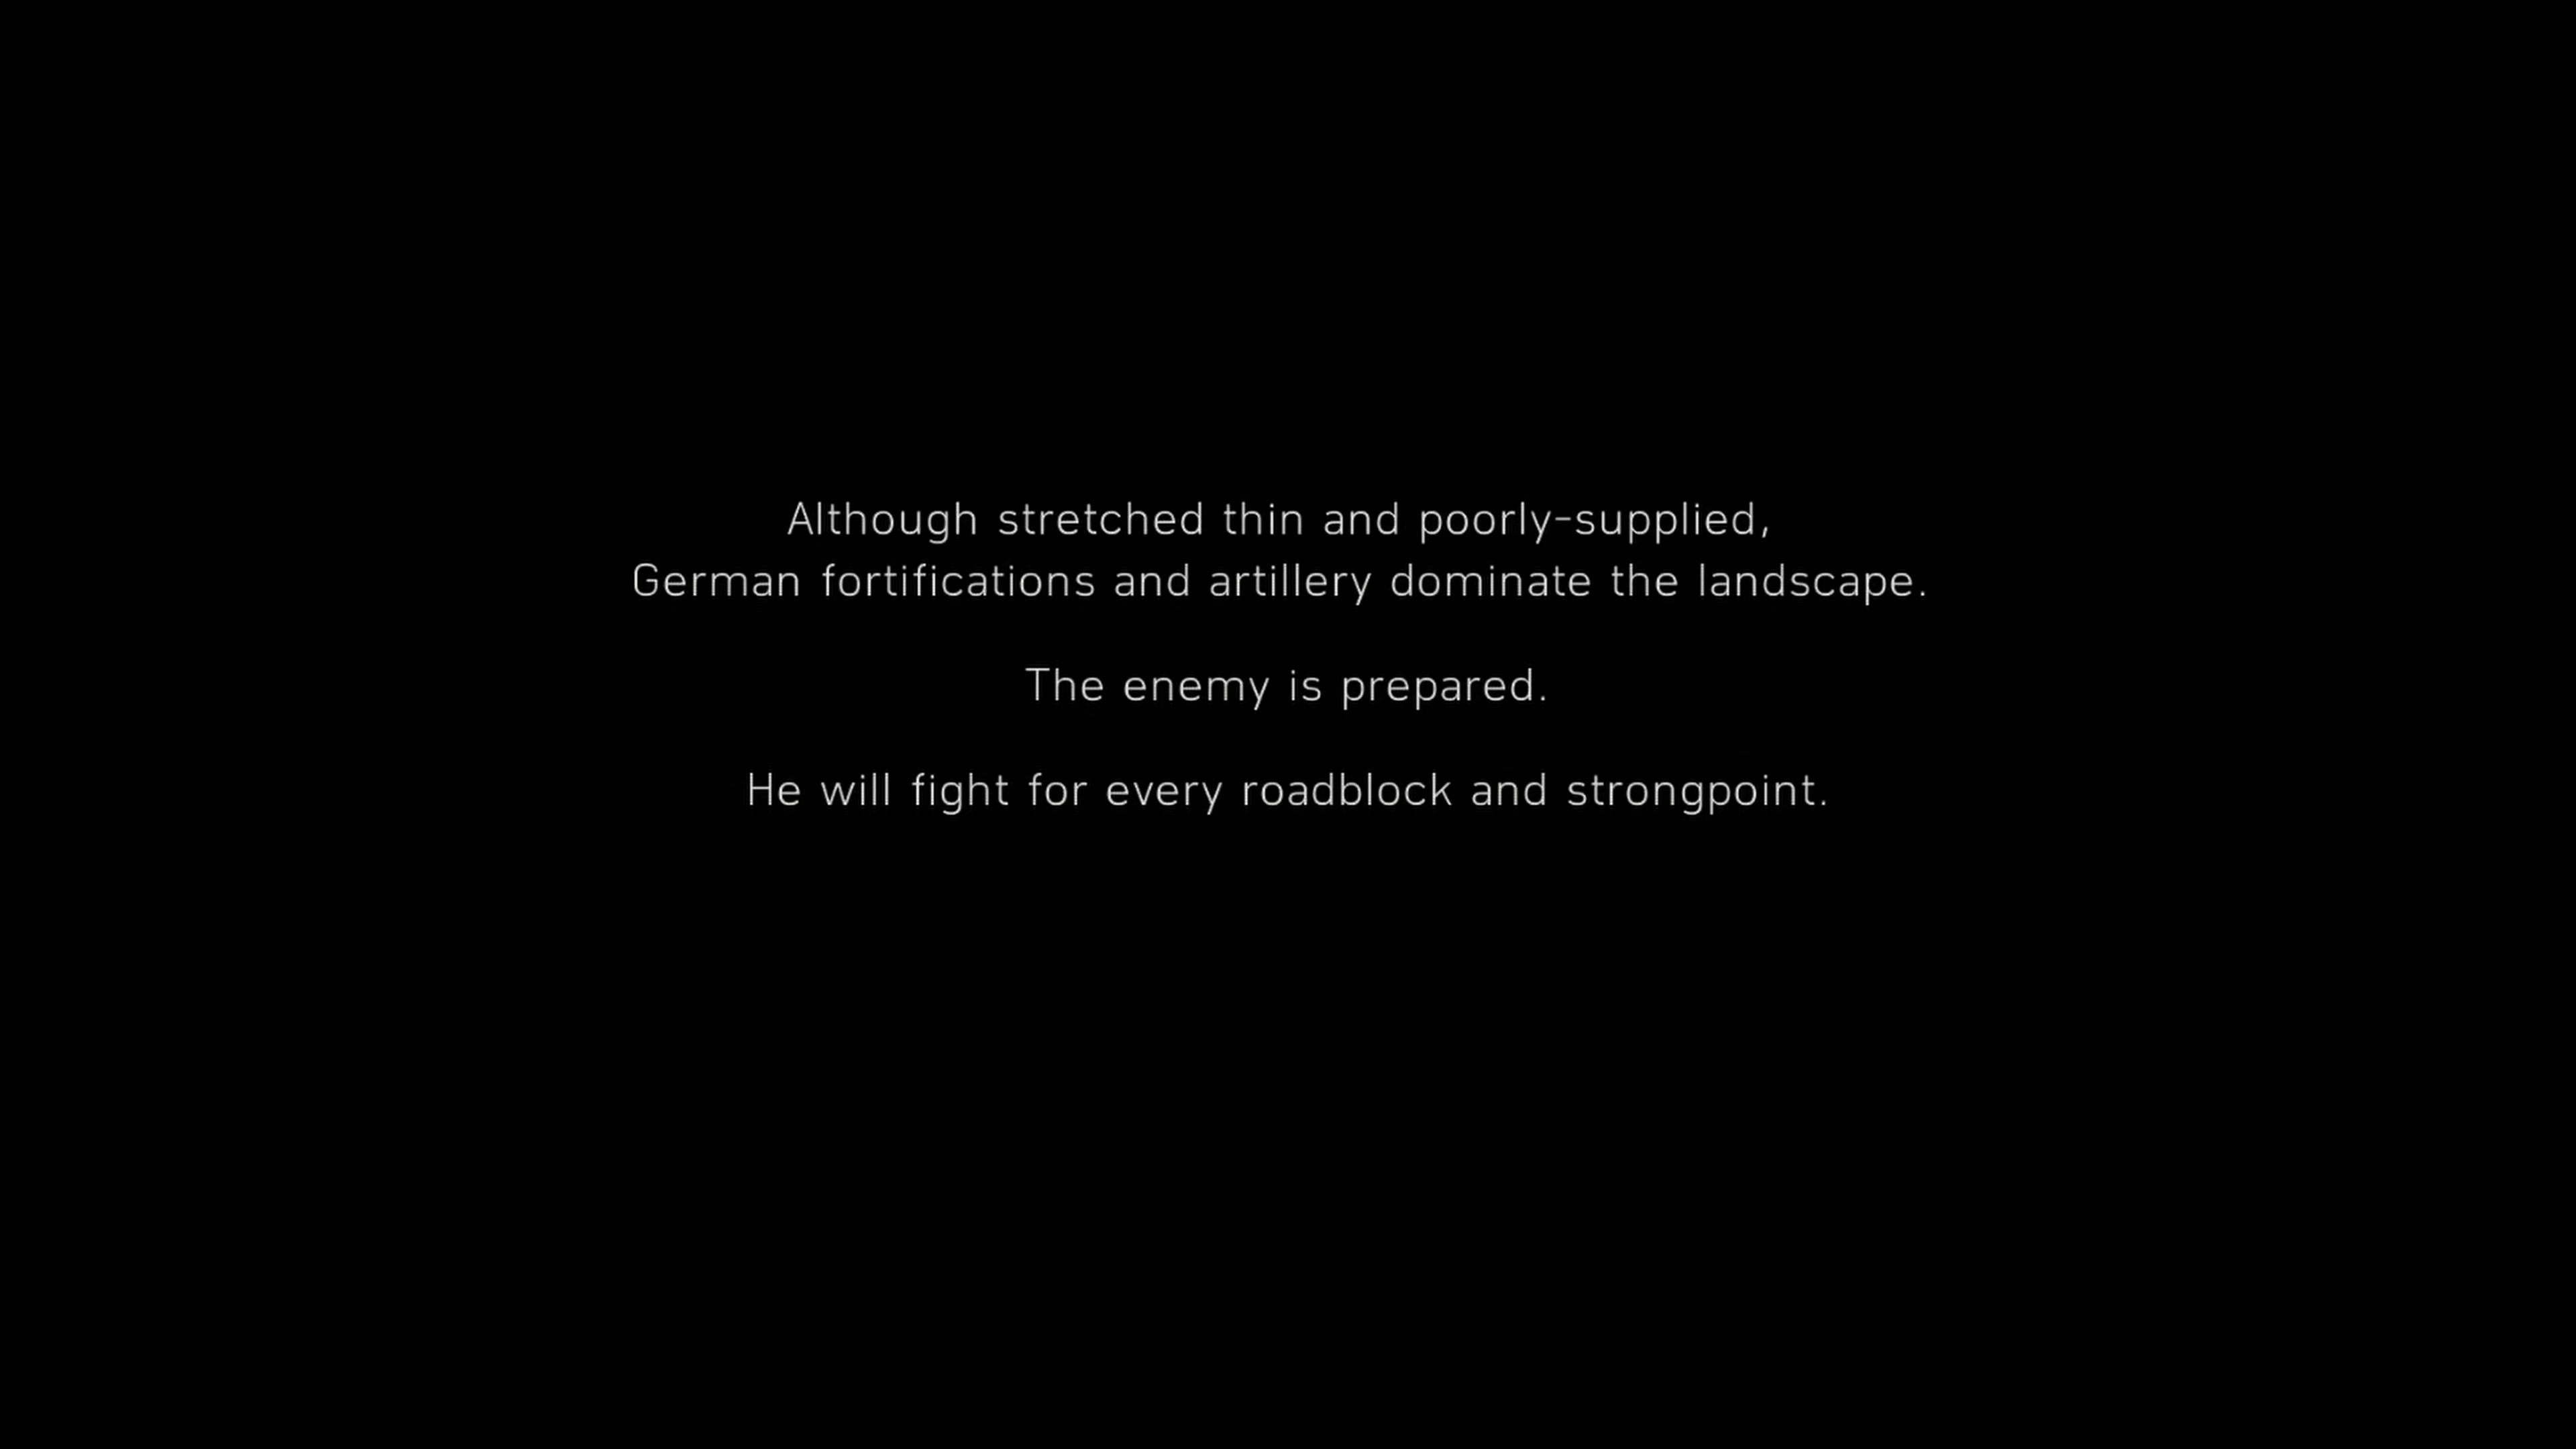 Although stretched thin and poorly-supplied,
German fortifications and artillery dominate the landscape.
The enemy is prepared.
He will fight for every roadblock and strongpoint.